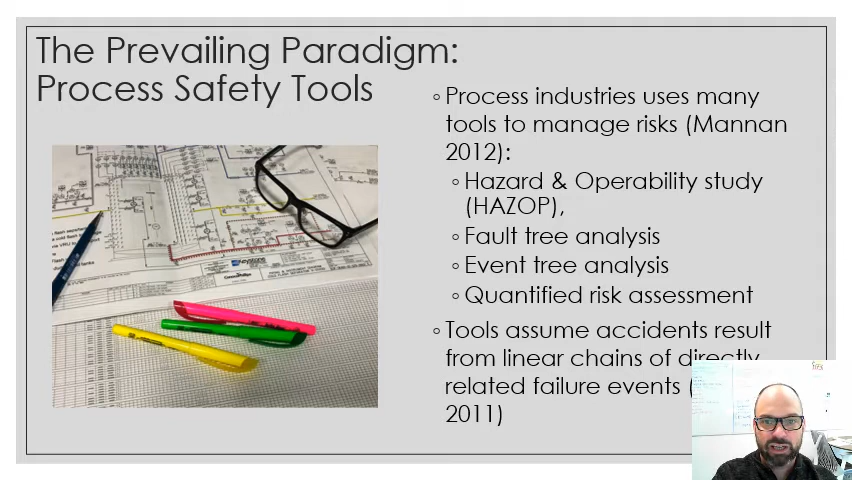 The Prevailing Paradigm:
Process Safety Tools
◦ Process industries uses many
tools to manage risks (Mannan
2012):
◦ Hazard & Operability study
(HAZOP),
◦ Fault tree analysis
◦ Event tree analysis
◦ Quantified risk assessment
◦ Tools assume accidents result
from linear chains of directly
related failure events (
2011)